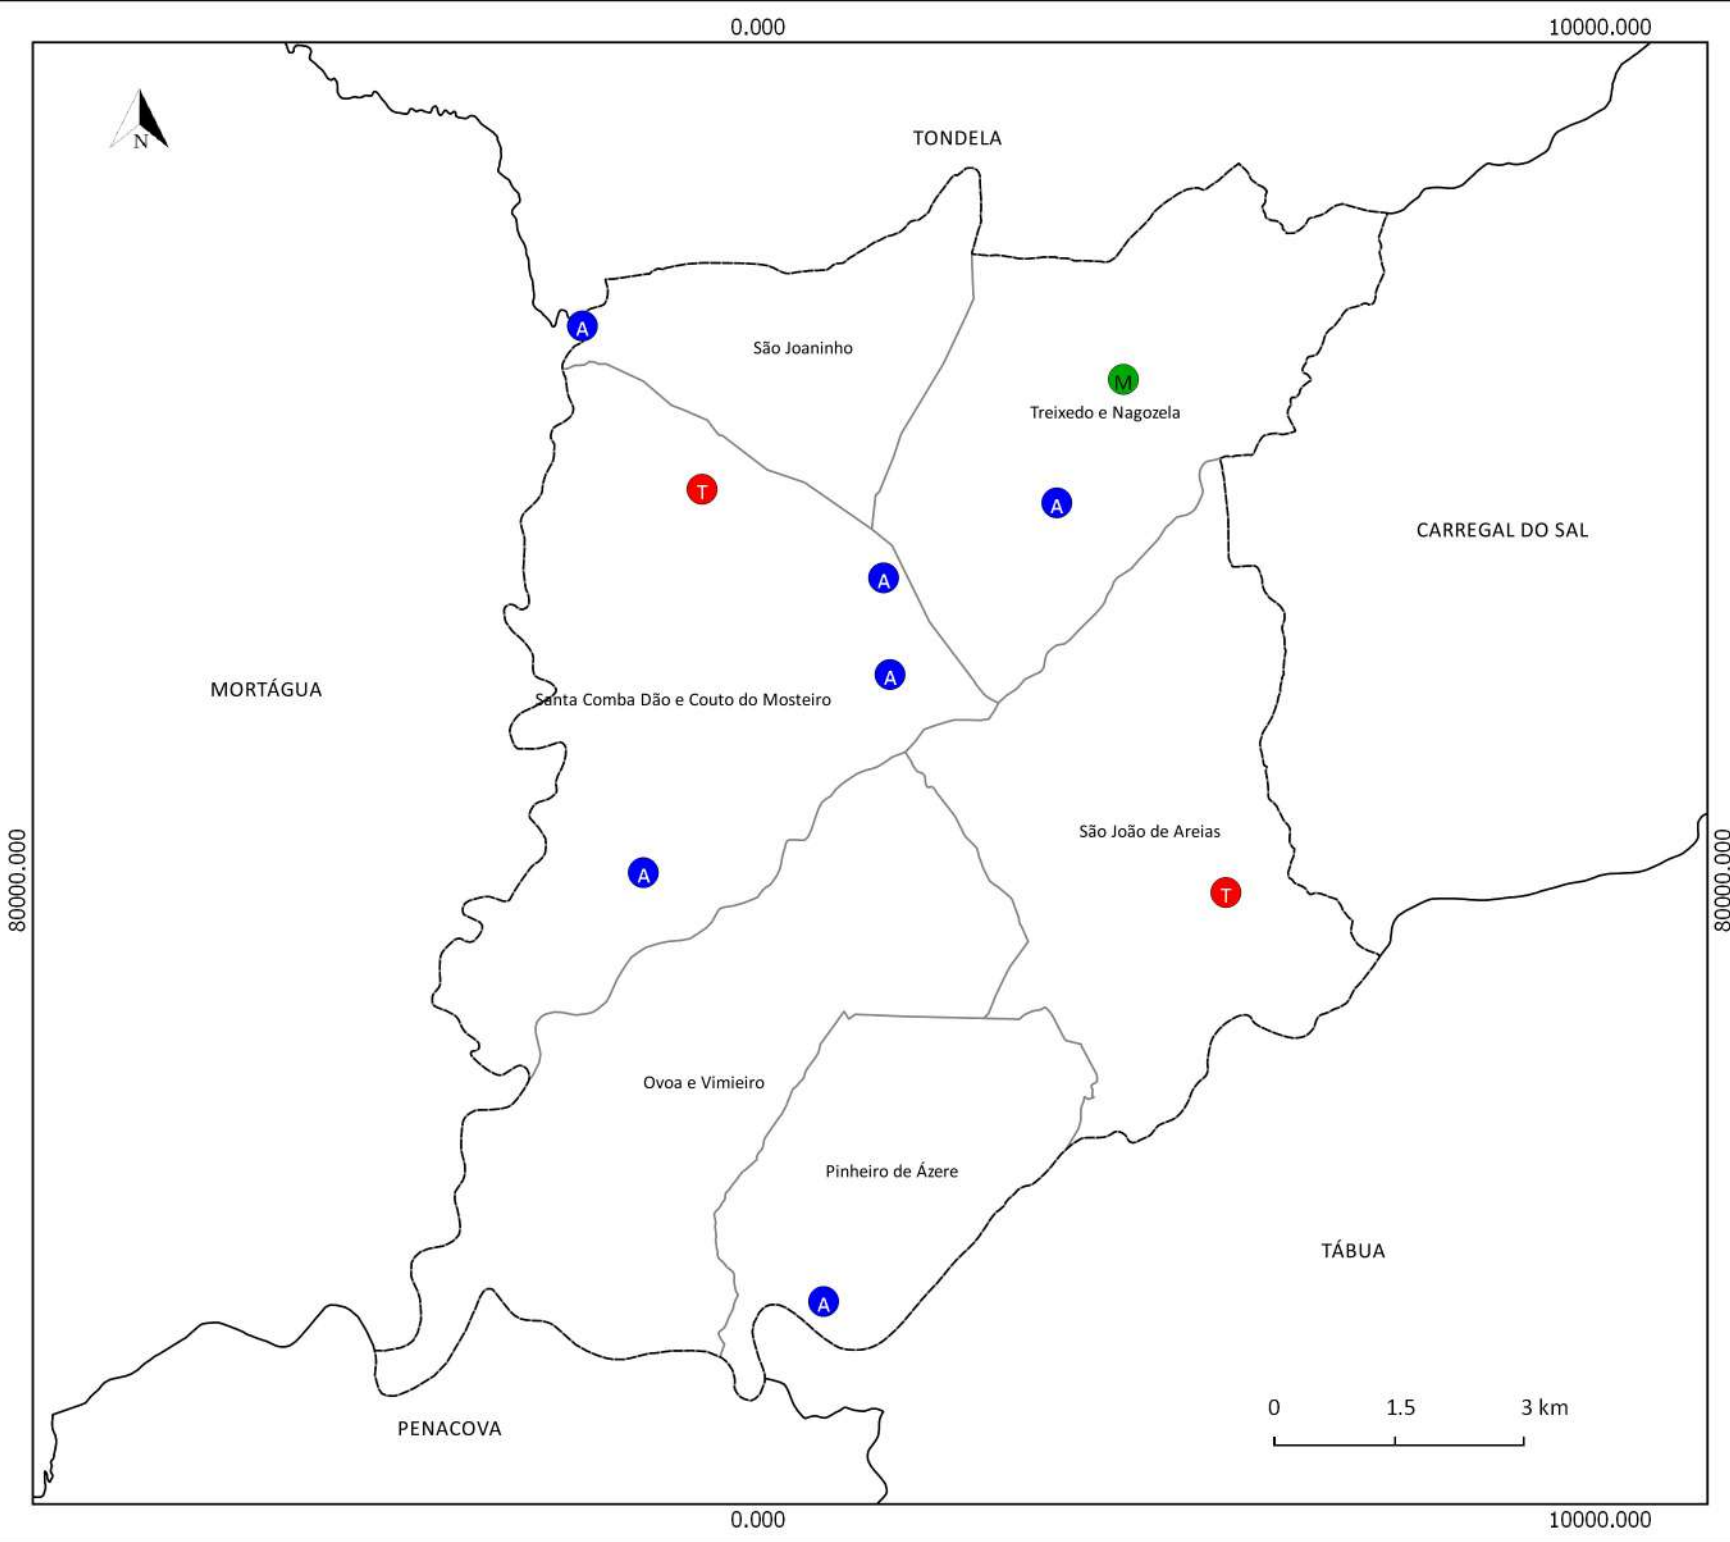 0.000 10000.000
N
TONDELA
A
São Joaninho
M
Treixedo e Nagozela
T
A
CARREGAL DO SAL
A
A
MORTÁGUA
Santa Comba Dão e Couto do Mosteiro
São João de Areias
80000.000
80000.000
A
T
Ovoa e Vimieiro
Pinheiro de Ázere
TÁBUA
A
0 1.5 3 km
PENACOVA
0.000 10000.000